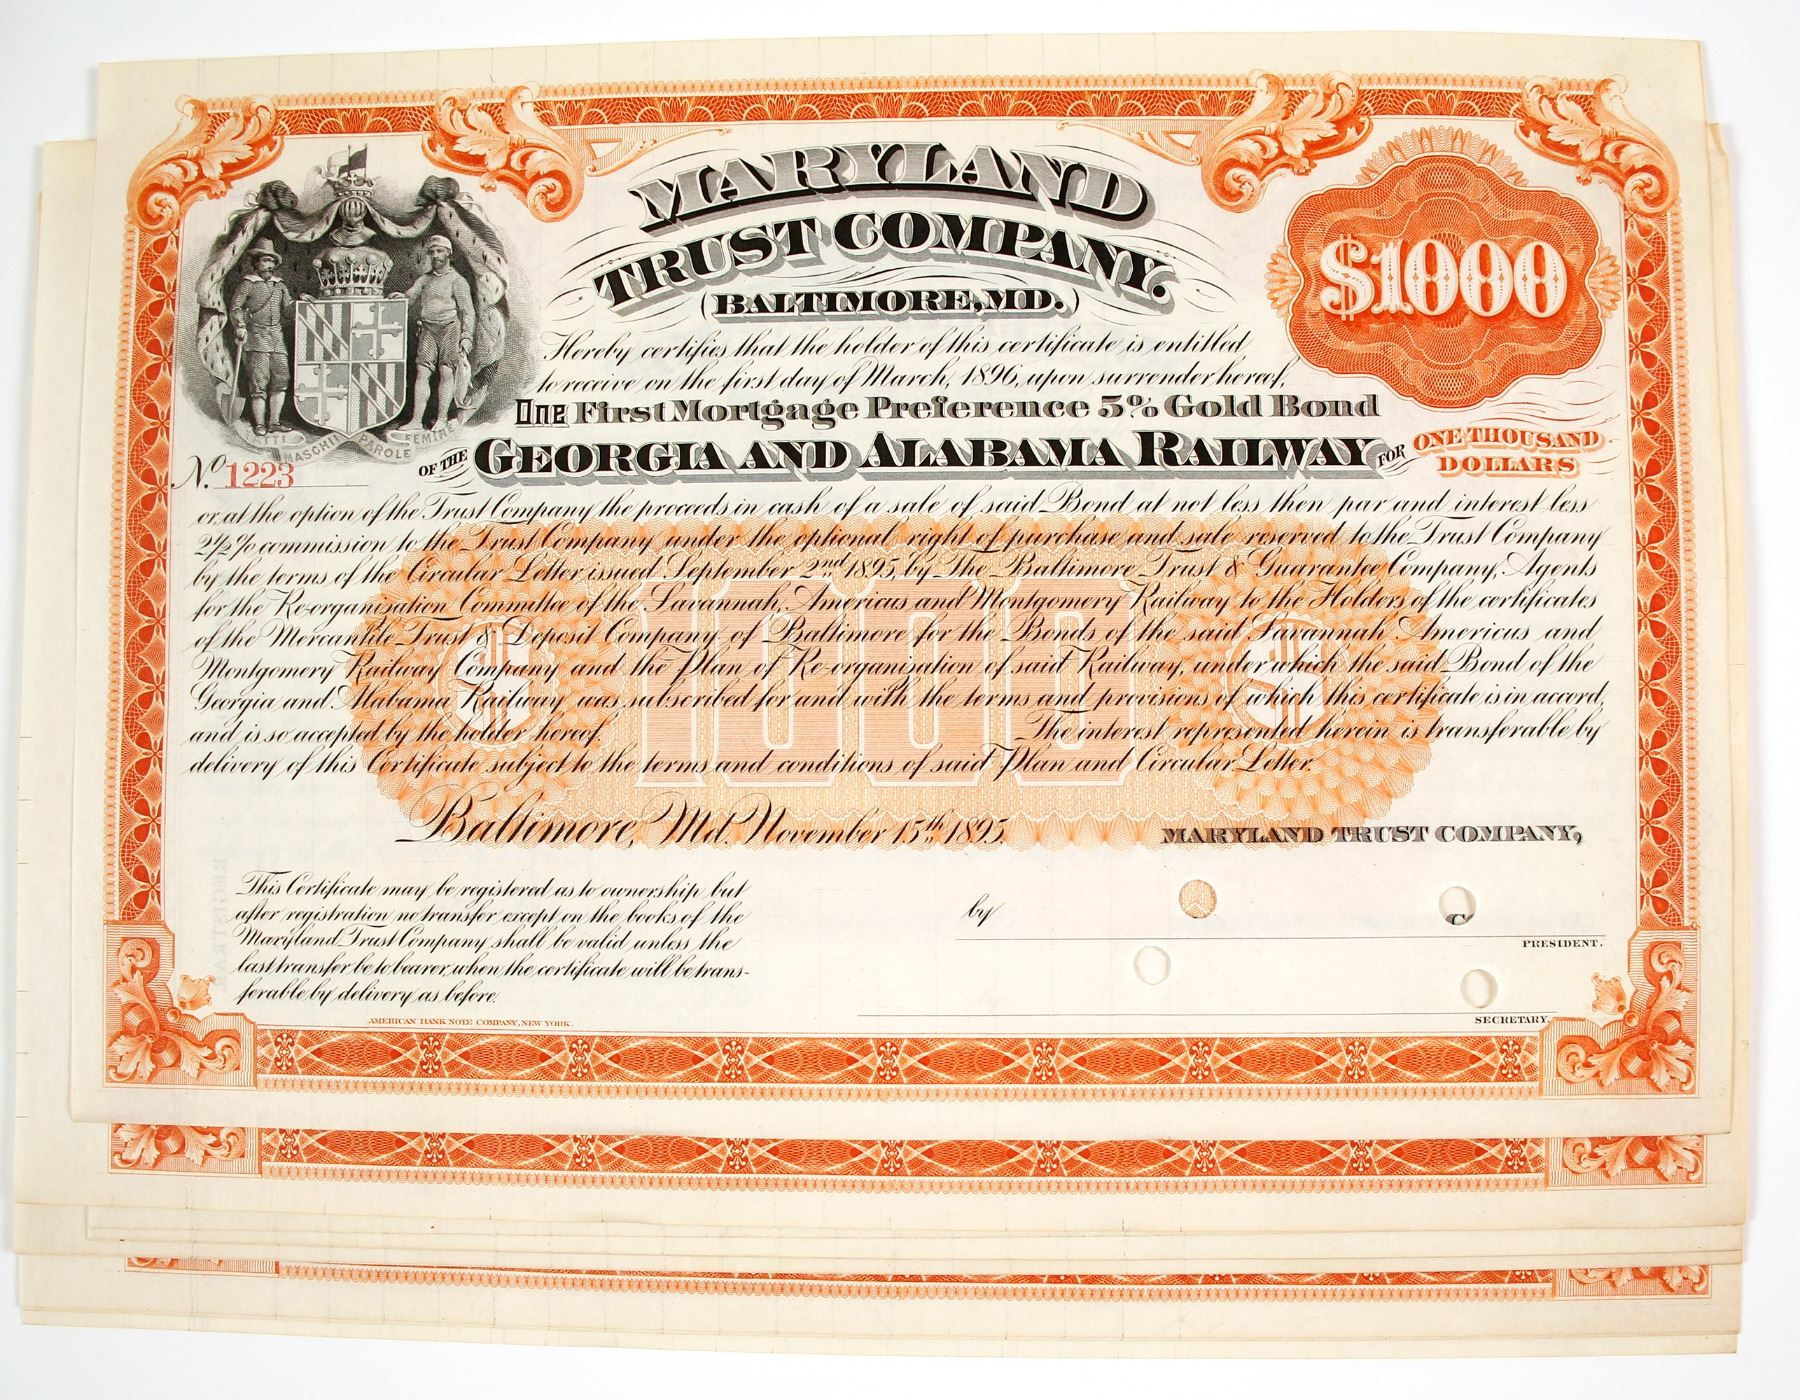 MARYLAND
TRUST COMPANY.
(BALTIMORE, MD.)
$1000
Hereby certifies that the holder of this certificate is entitled
to receive on the first day of March, 1896, upon surrender hereof,
One First Mortgage Preference 5% Gold Bond
OF THE GEORGIA AND ALABAMA RAILWAY FOR ONE THOUSAND DOLLARS
FATTI MASCHII PAROLE FEMINE
No. 1223
or, at the option of the Trust Company the proceeds in cash of a sale of said Bond at not less then par and interest less
2 1/2 % commission to the Trust Company under the optional right of purchase and sale reserved to the Trust Company
by the terms of the Circular Letter issued September 2nd 1895, by The Baltimore Trust & Guarantee Company, Agents
for the Re-organisation Committee of the Savannah, Americus and Montgomery Railway to the Holders of the certificates
of the Mercantile Trust & Deposit Company of Baltimore for the Bonds of the said Savannah Americus and
Montgomery Railway Company and the Plan of Re-organisation of said Railway, under which the said Bond of the
Georgia and Alabama Railway was subscribed for and with the terms and provisions of which this certificate is in accord,
and is so accepted by the holder hereof. The interest represented herein is transferable by
delivery of this Certificate subject to the terms and conditions of said Plan and Circular Letter.
$1000$
Baltimore, Md. November 15th 1895.
MARYLAND TRUST COMPANY,
This Certificate may be registered as to ownership but
after registration no transfer except on the books of the
Maryland Trust Company shall be valid unless the
last transfer be to bearer, when the certificate will be trans-
ferable by delivery as before.
by
PRESIDENT.
SECRETARY.
AMERICAN BANK NOTE COMPANY, NEW YORK.